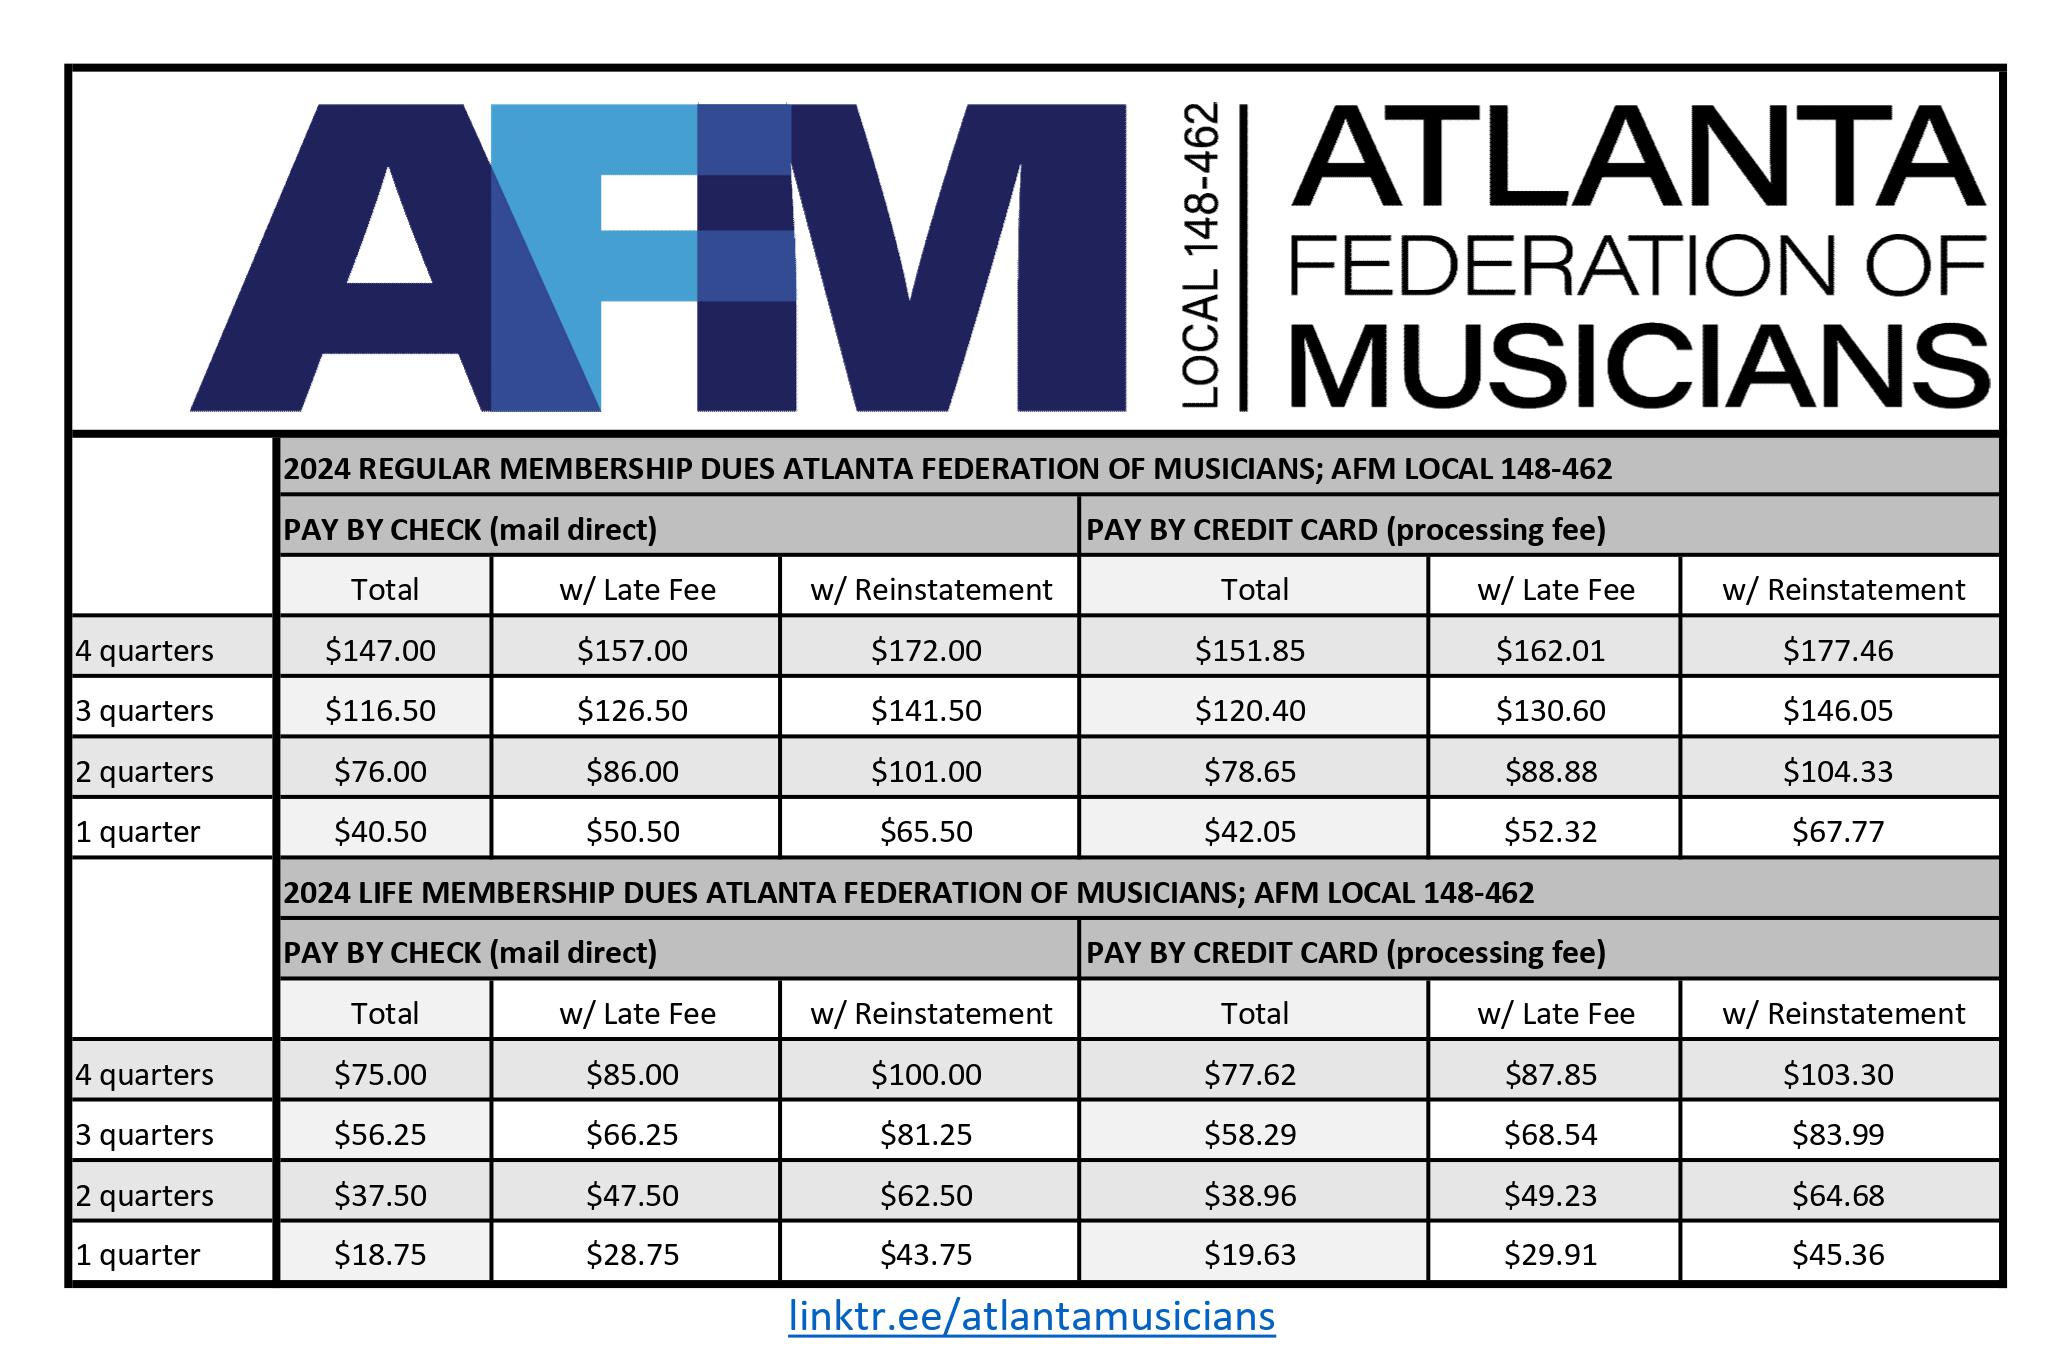 AFM
LOCAL 148-462
ATLANTA
FEDERATION OF
MUSICIANS
2024 REGULAR MEMBERSHIP DUES ATLANTA FEDERATION OF MUSICIANS; AFM LOCAL 148-462
PAY BY CHECK (mail direct) PAY BY CREDIT CARD (processing fee)
Total w/ Late Fee w/ Reinstatement Total w/ Late Fee w/ Reinstatement
4 quarters $147.00 $157.00 $172.00 $151.85 $162.01 $177.46
3 quarters $116.50 $126.50 $141.50 $120.40 $130.60 $146.05
2 quarters $76.00 $86.00 $101.00 $78.65 $88.88 $104.33
1 quarter $40.50 $50.50 $65.50 $42.05 $52.32 $67.77
2024 LIFE MEMBERSHIP DUES ATLANTA FEDERATION OF MUSICIANS; AFM LOCAL 148-462
PAY BY CHECK (mail direct) PAY BY CREDIT CARD (processing fee)
Total w/ Late Fee w/ Reinstatement Total w/ Late Fee w/ Reinstatement
4 quarters $75.00 $85.00 $100.00 $77.62 $87.85 $103.30
3 quarters $56.25 $66.25 $81.25 $58.29 $68.54 $83.99
2 quarters $37.50 $47.50 $62.50 $38.96 $49.23 $64.68
1 quarter $18.75 $28.75 $43.75 $19.63 $29.91 $45.36
linktr.ee/atlantamusicians